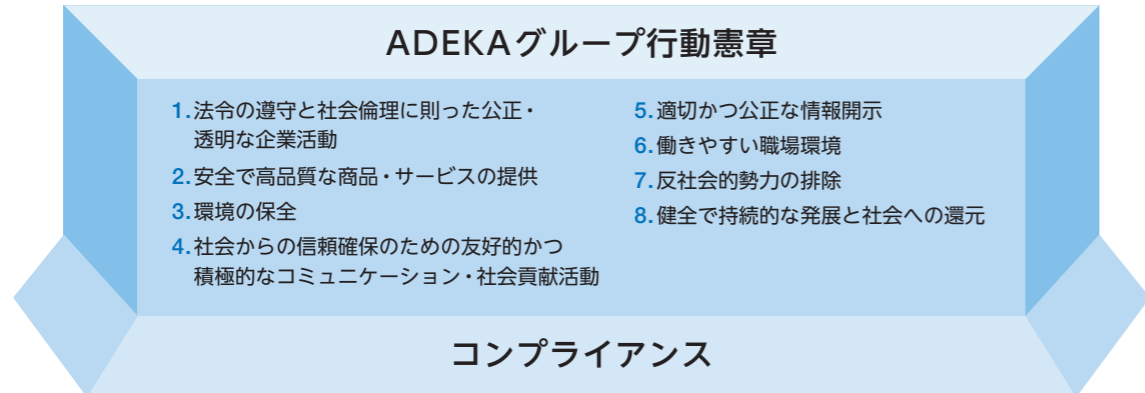 ADEKAグループ行動憲章
1.法令の遵守と社会倫理に則った公正・
透明な企業活動
2.安全で高品質な商品・サービスの提供
3.環境の保全
4.社会からの信頼確保のための友好的かつ
積極的なコミュニケーション・社会貢献活動
5.適切かつ公正な情報開示
6.働きやすい職場環境
7.反社会的勢力の排除
8.健全で持続的な発展と社会への還元
コンプライアンス